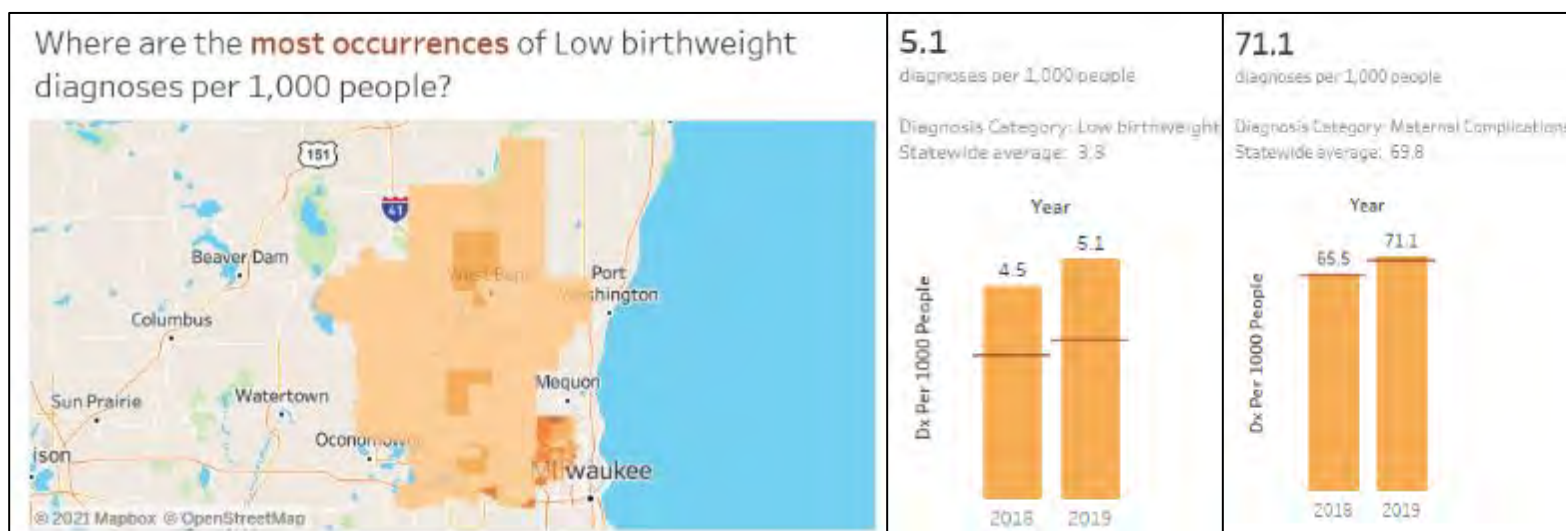 Where are the most occurrences of Low birthweight
diagnoses per 1,000 people?
151
41
Beaver Dam
West Bend
Port
Washington
Columbus
Mequon
Sun Prairie
Watertown
Oconomowoc
ison
Milwaukee
© 2021 Mapbox © OpenStreetMap
5.1
diagnoses per 1,000 people
Diagnosis Category: Low birthweight
Statewide average:
Year
Dx Per 1000 People
4.5
5.1
2018
2019
71.1
diagnoses per 1,000 people
Diagnosis Category: Maternal Complications
Statewide average: 69.8
Year
Dx Per 1000 People
65.5
71.1
2018
2019